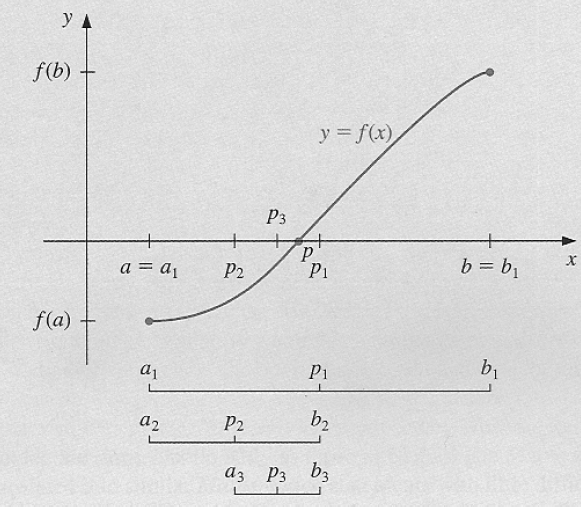 y
f(b)
y = f(x)
p₃
a = a₁ p₂ p p₁ b = b₁ x
f(a)
a₁ p₁ b₁
a₂ p₂ b₂
a₃ p₃ b₃